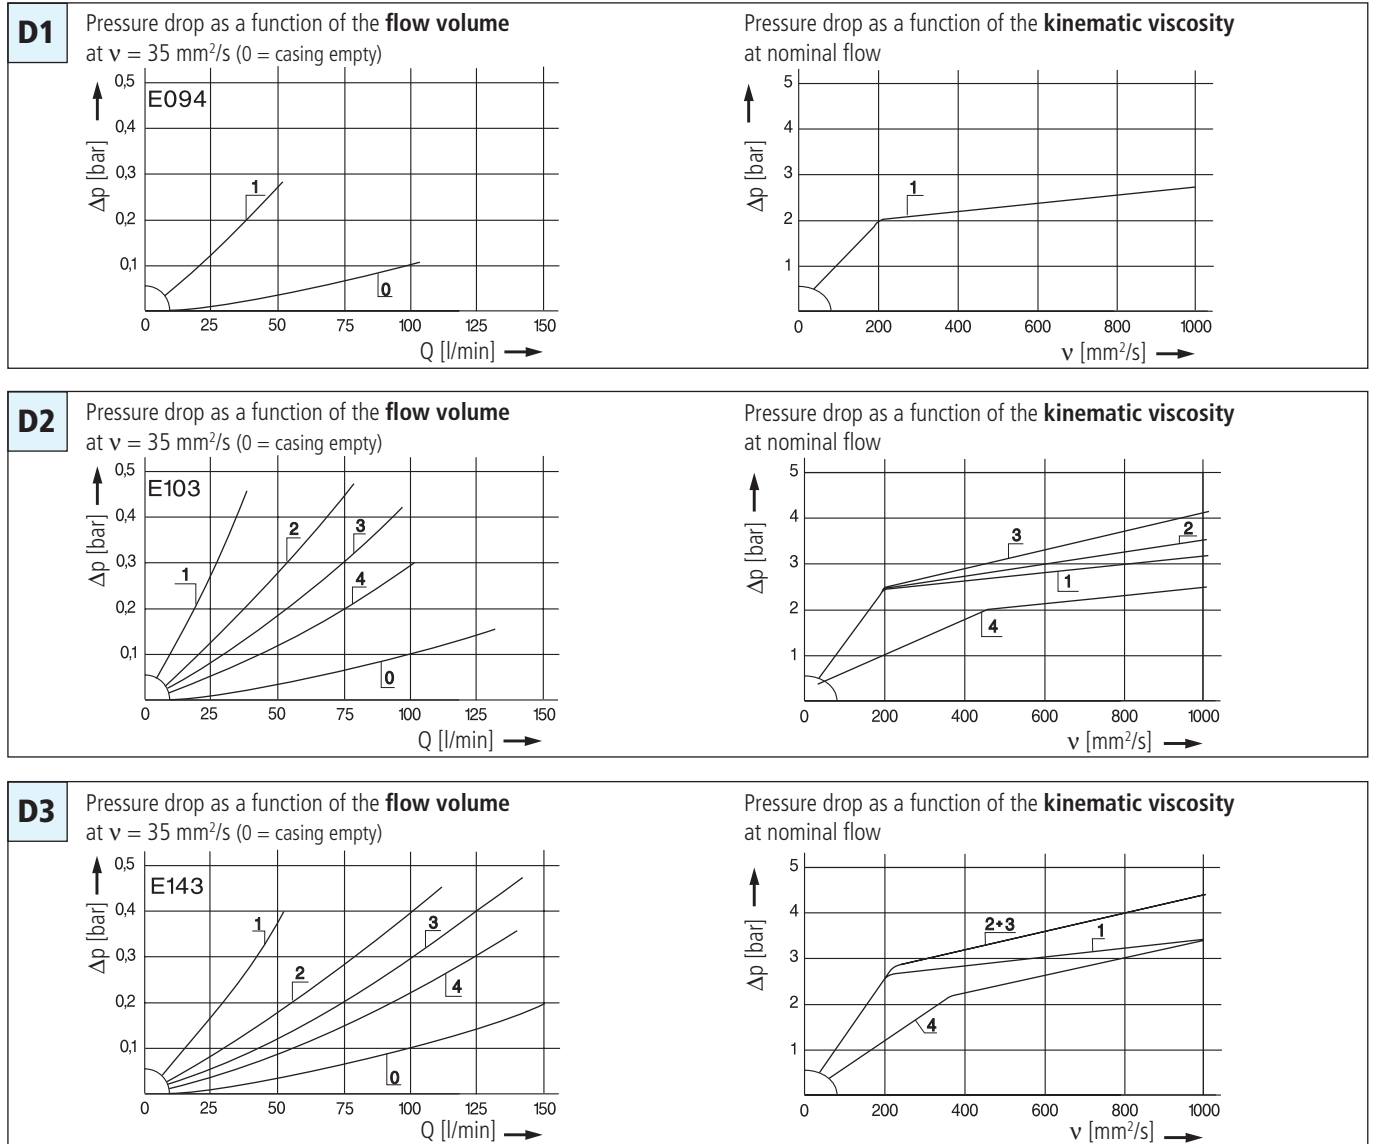 D1
Pressure drop as a function of the flow volume
at ν = 35 mm²/s (0 = casing empty)
E094
Δp [bar]
0,5
0,4
0,3
0,2
0,1
1
0
0 25 50 75 100 125 150
Q [l/min]
Pressure drop as a function of the kinematic viscosity
at nominal flow
Δp [bar]
5
4
3
2
1
1
0 200 400 600 800 1000
ν [mm²/s]
D2
Pressure drop as a function of the flow volume
at ν = 35 mm²/s (0 = casing empty)
E103
Δp [bar]
0,5
0,4
0,3
0,2
0,1
1
2
3
4
0
0 25 50 75 100 125 150
Q [l/min]
Pressure drop as a function of the kinematic viscosity
at nominal flow
Δp [bar]
5
4
3
2
1
3
2
1
4
0 200 400 600 800 1000
ν [mm²/s]
D3
Pressure drop as a function of the flow volume
at ν = 35 mm²/s (0 = casing empty)
E143
Δp [bar]
0,5
0,4
0,3
0,2
0,1
1
2
3
4
0
0 25 50 75 100 125 150
Q [l/min]
Pressure drop as a function of the kinematic viscosity
at nominal flow
Δp [bar]
5
4
3
2
1
2+3
1
4
0 200 400 600 800 1000
ν [mm²/s]